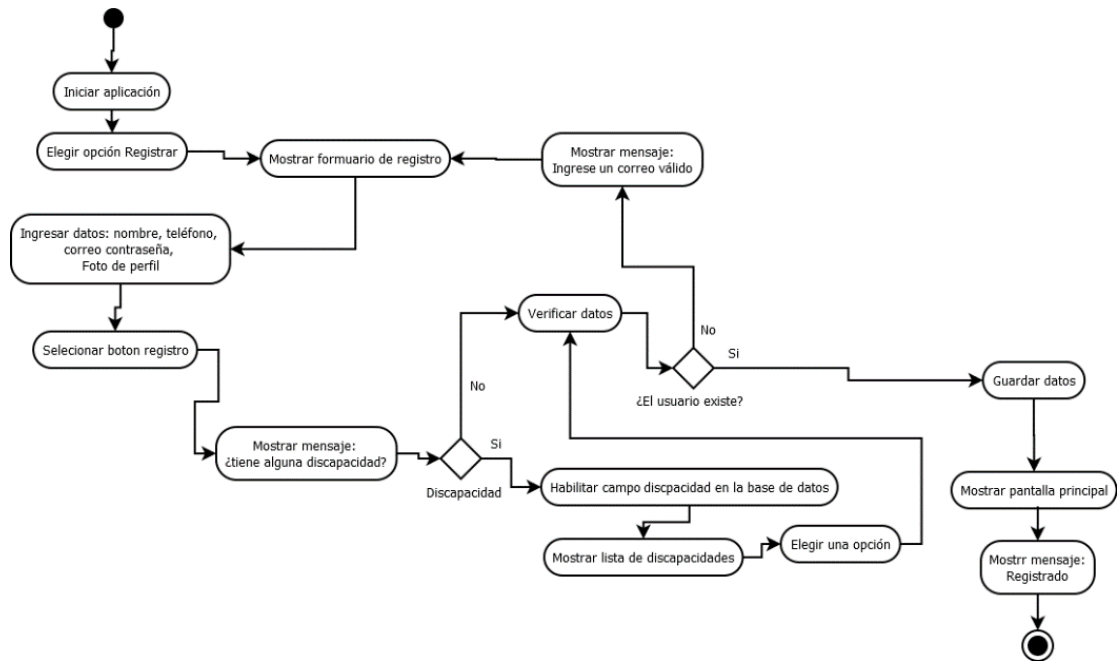 Iniciar aplicación
Elegir opción Registrar
Mostrar formuario de registro
Mostrar mensaje:
Ingrese un correo válido
Ingresar datos: nombre, teléfono,
correo contraseña,
Foto de perfil
Selecionar boton registro
Verificar datos
No
Si
¿El usuario existe?
Guardar datos
No
Mostrar mensaje:
¿tiene alguna discapacidad?
Si
Discapacidad
Habilitar campo discpacidad en la base de datos
Mostrar pantalla principal
Mostrar lista de discapacidades
Elegir una opción
Mostrr mensaje:
Registrado